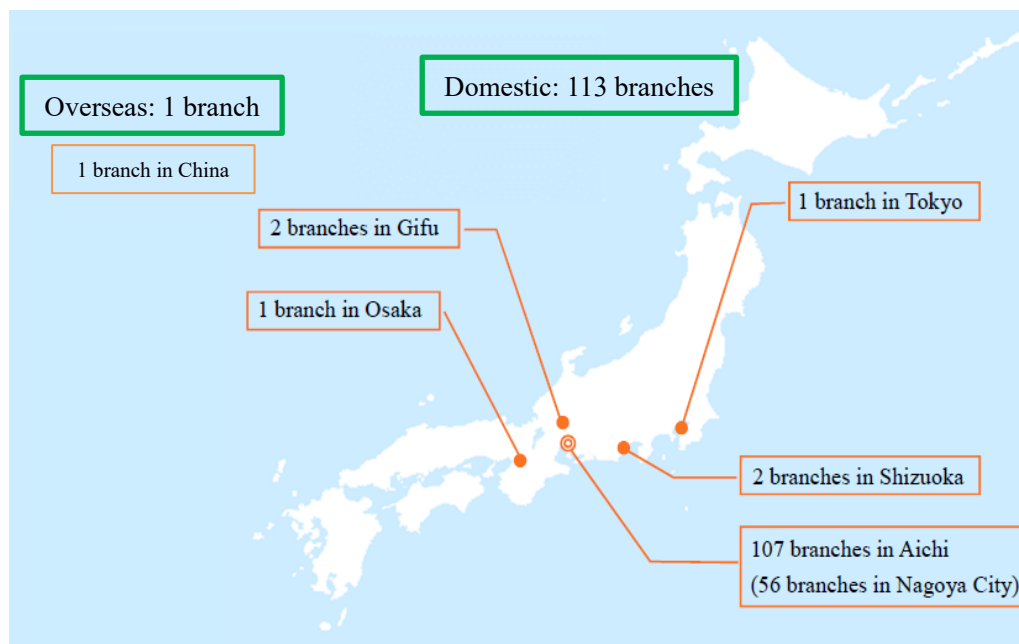 Overseas: 1 branch
1 branch in China
Domestic: 113 branches
1 branch in Tokyo
2 branches in Gifu
1 branch in Osaka
2 branches in Shizuoka
107 branches in Aichi
(56 branches in Nagoya City)